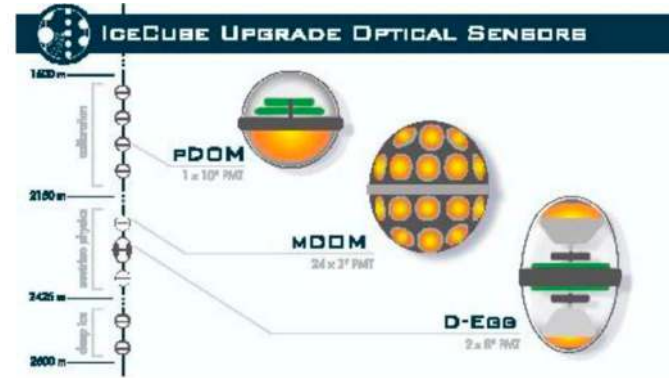 IceCube Upgrade Optical Sensors
1600 m
calibration
pDOM
1 x 10" PMT
2150 m
neutrino physics
mDOM
24 x 3" PMT
2425 m
D-Egg
2 x 8" PMT
deep ice
2600 m